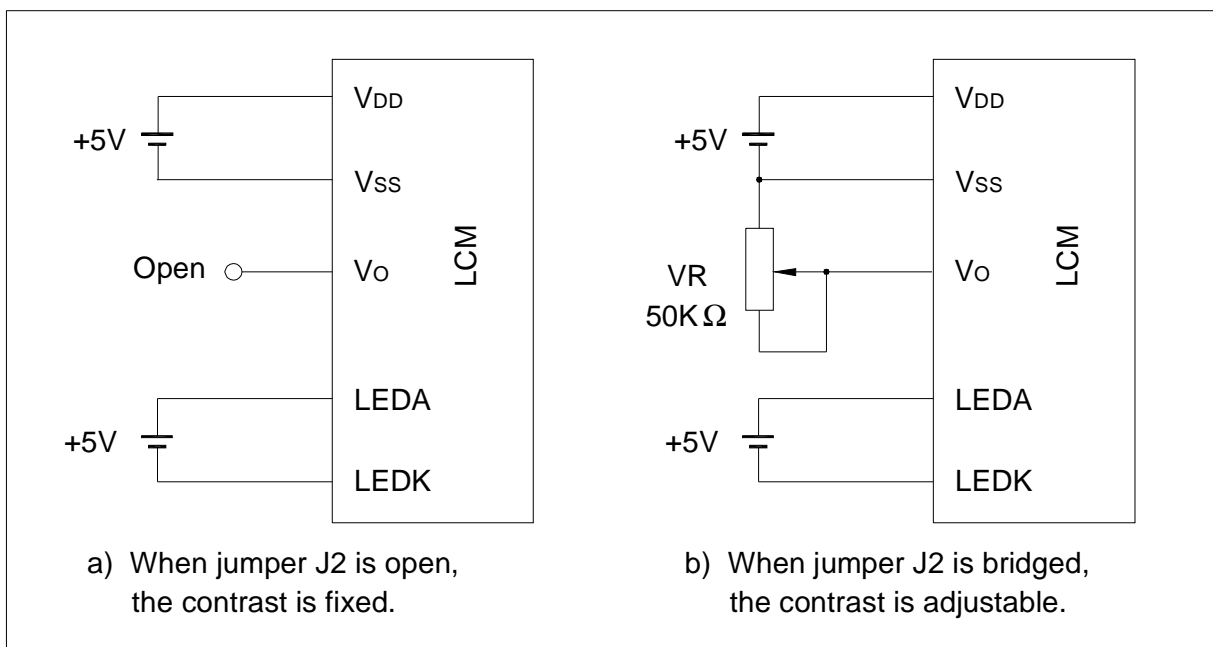 VDD
+5V
VSS
Open
VO
LCM
LEDA
+5V
LEDK
a) When jumper J2 is open,
the contrast is fixed.
VDD
+5V
VSS
VR
50KΩ
VO
LCM
LEDA
+5V
LEDK
b) When jumper J2 is bridged,
the contrast is adjustable.